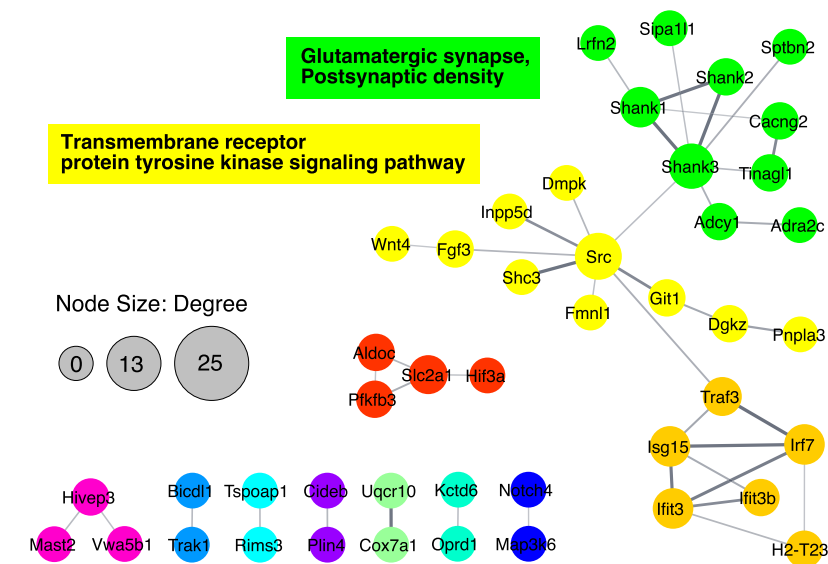 Sipa1l1
Lrfn2
Sptbn2
Glutamatergic synapse,
Postsynaptic density
Shank2
Shank1
Cacng2
Transmembrane receptor
protein tyrosine kinase signaling pathway
Shank3
Tinagl1
Dmpk
Inpp5d
Adcy1
Adra2c
Wnt4
Fgf3
Src
Shc3
Node Size: Degree
Git1
Fmnl1
Dgkz
Pnpla3
0
13
25
Aldoc
Slc2a1
Hif3a
Pfkfb3
Traf3
Isg15
Irf7
Hivep3
Bicdl1
Tspoap1
Cideb
Uqcr10
Kctd6
Notch4
Ifit3b
Ifit3
Mast2
Vwa5b1
Trak1
Rims3
Plin4
Cox7a1
Oprd1
Map3k6
H2-T23